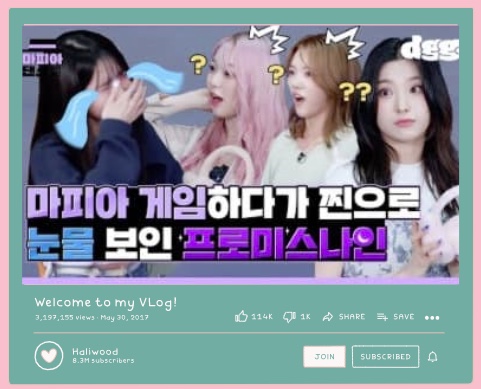 마피아
dgg
? ? ??
마피아 게임하다가 찐으로
눈물 보인 프로미스나인
Welcome to my VLog!
3,197,155 views · May 30, 2017
114K 1K SHARE SAVE
Hallwood
8.3M subscribers
JOIN SUBSCRIBED